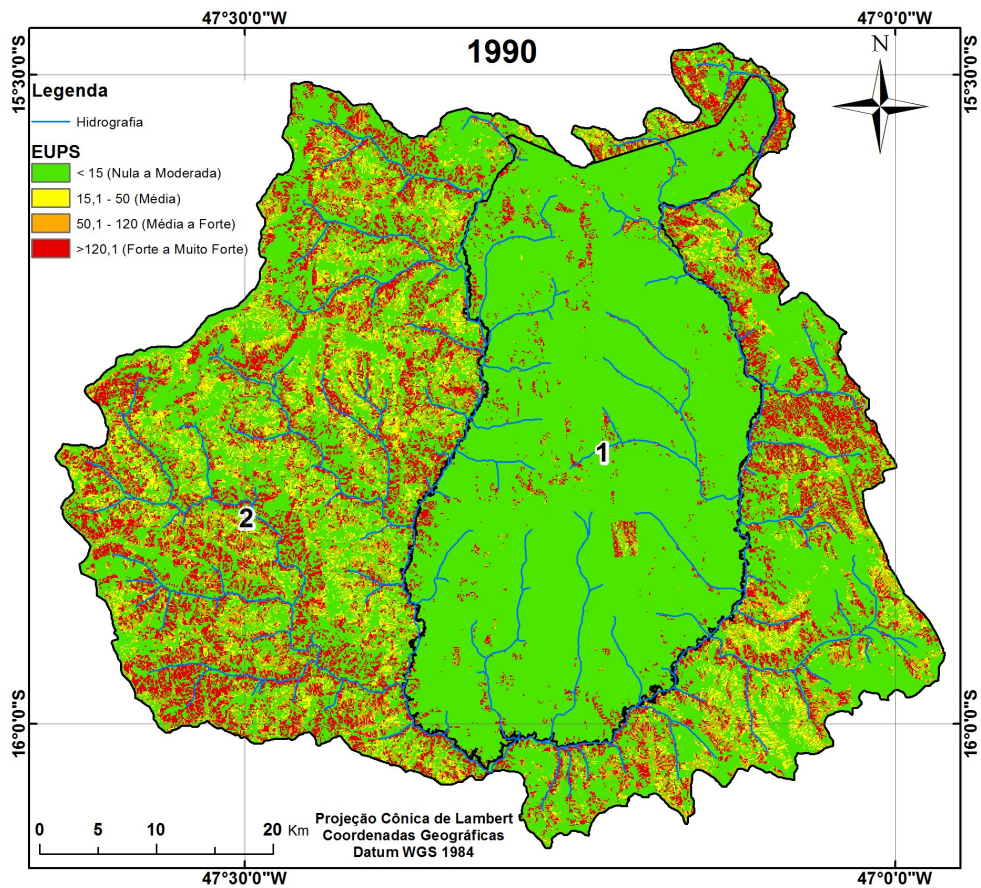 47°30'0"W
47°0'0"W
1990
N
15°30'0"S
15°30'0"S
Legenda
Hidrografia
EUPS
< 15 (Nula a Moderada)
15,1 - 50 (Média)
50,1 - 120 (Média a Forte)
>120,1 (Forte a Muito Forte)
1
2
16°0'0"S
16°0'0"S
0 5 10 20 Km
Projeção Cônica de Lambert
Coordenadas Geográficas
Datum WGS 1984
47°30'0"W
47°0'0"W